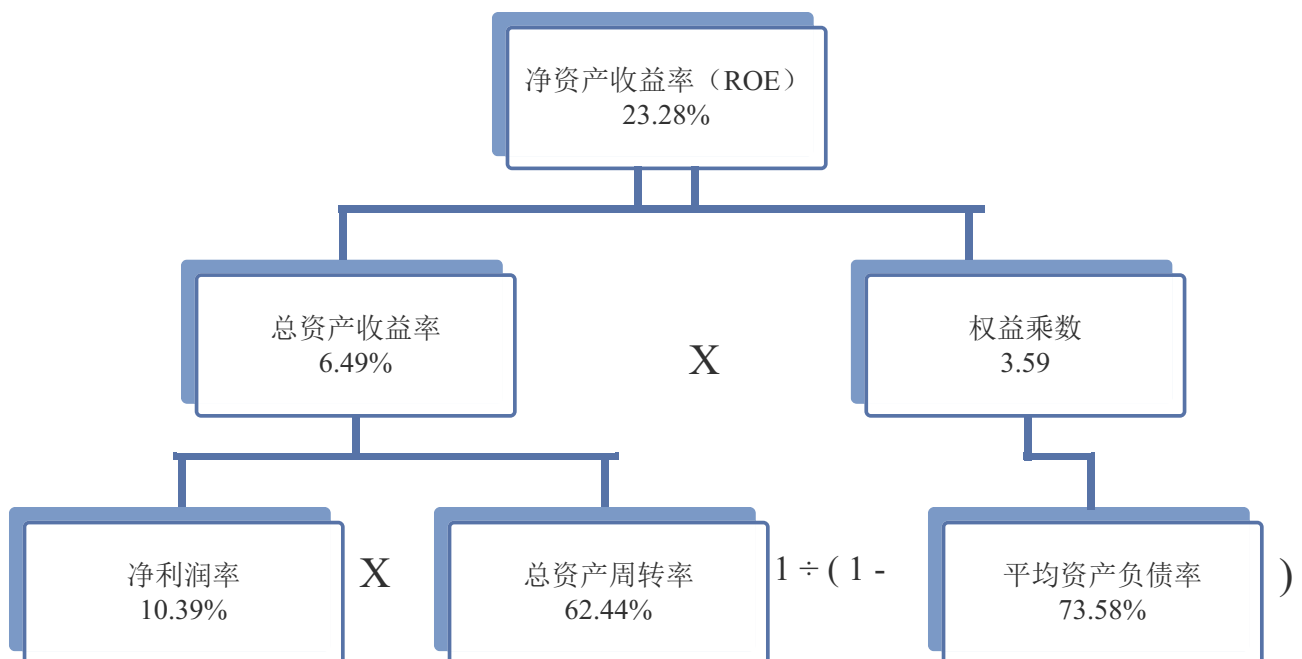 净资产收益率（ROE）
23.28%
总资产收益率
6.49%
X
权益乘数
3.59
净利润率
10.39%
X
总资产周转率
62.44%
1 ÷ ( 1 -
平均资产负债率
73.58%
)